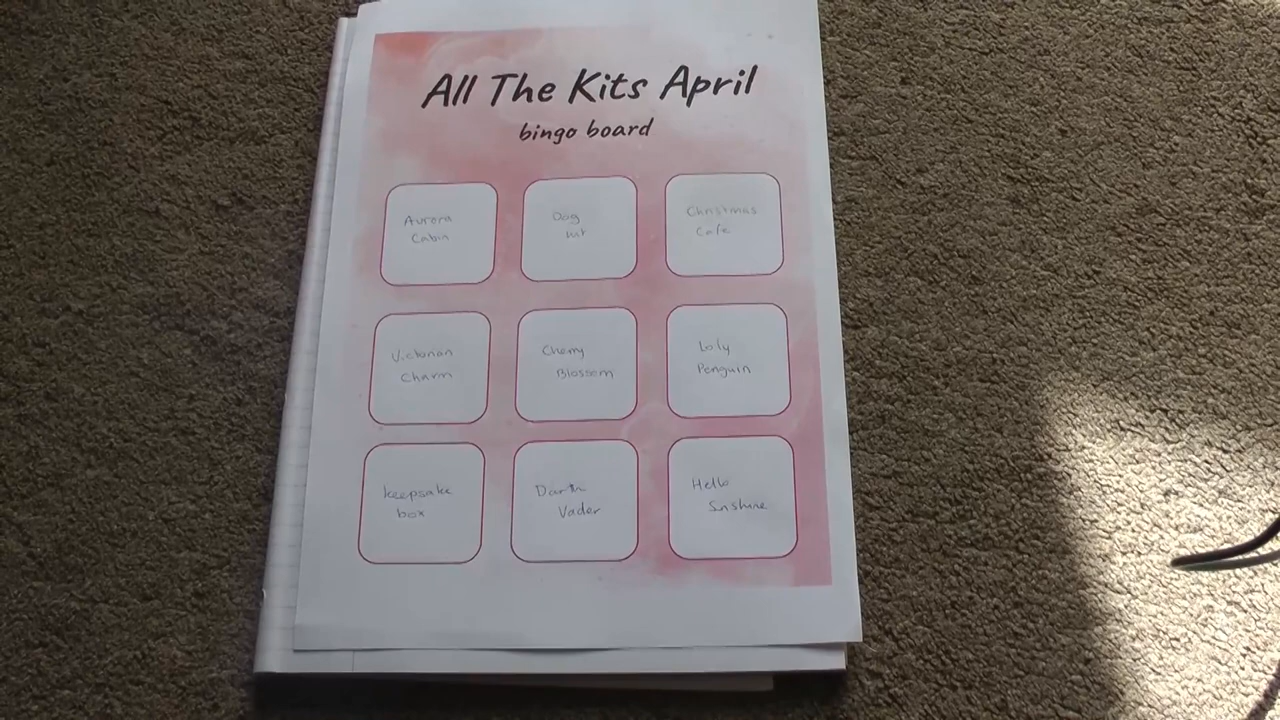 All The Kits April
bingo board
Aurora
Cabin
Dog
Christmas
Cafe
Victorian
Charm
Cherry
Blossom
Loly
Penguin
keepsake
box
Darth
Vader
Hello
Sunshine